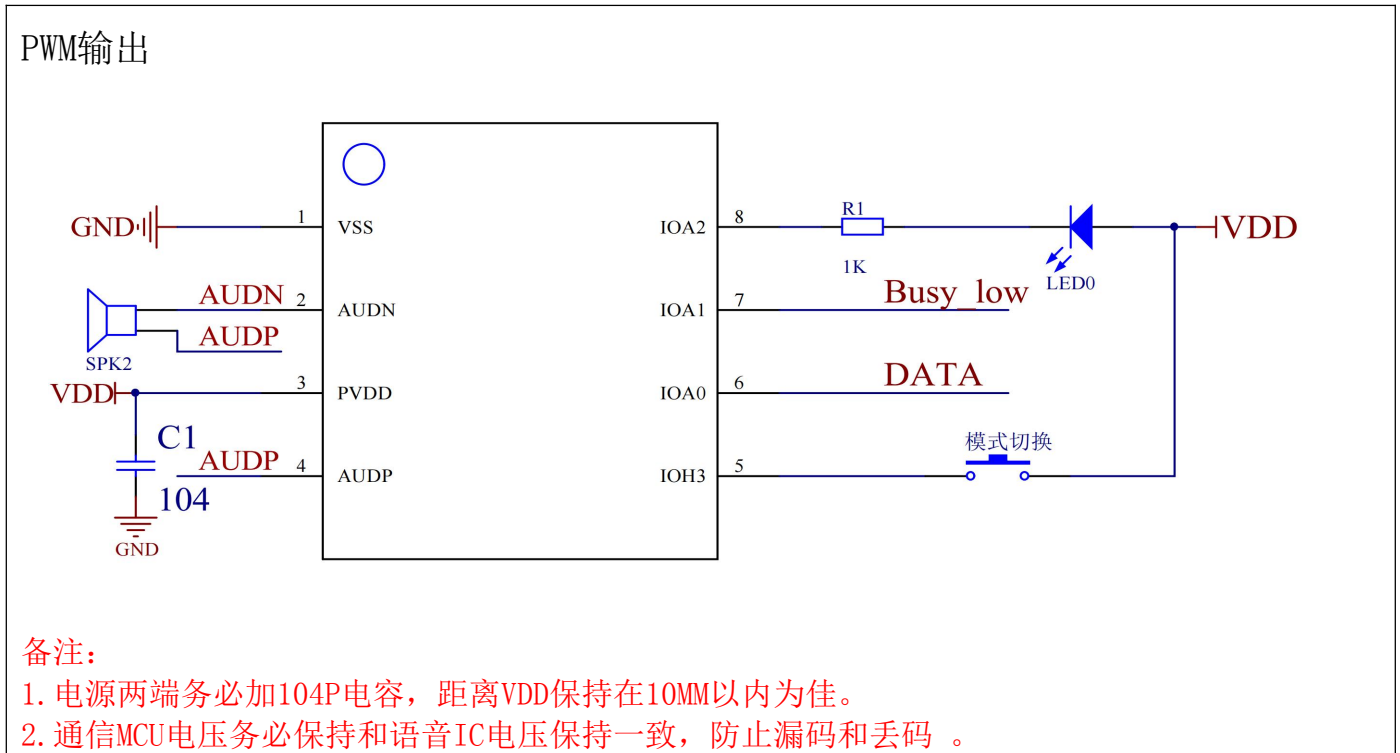 PWM输出
GND
1
VSS
IOA2
8
R1
1K
LED0
VDD
SPK2
AUDN
2
AUDN
AUDP
IOA1
7
Busy_low
VDD
3
PVDD
IOA0
6
DATA
C1
104
GND
AUDP
4
AUDP
IOH3
5
模式切换
备注:
1.电源两端务必加104P电容，距离VDD保持在10MM以内为佳。
2.通信MCU电压务必保持和语音IC电压保持一致，防止漏码和丢码 。